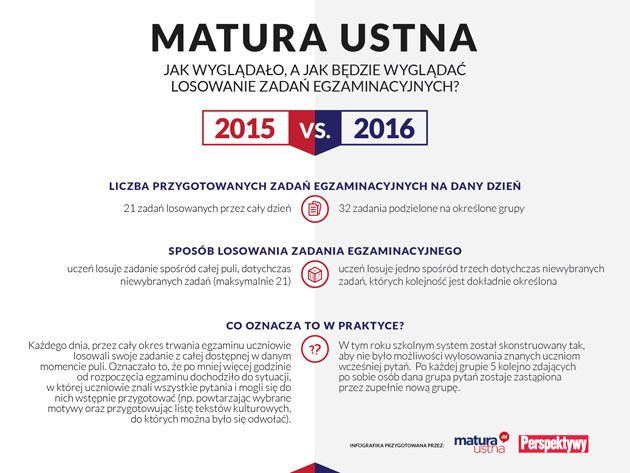 MATURA USTNA
JAK WYGLĄDAŁO, A JAK BĘDZIE WYGLĄDAĆ
LOSOWANIE ZADAŃ EGZAMINACYJNYCH?
2015 VS. 2016
LICZBA PRZYGOTOWANYCH ZADAŃ EGZAMINACYJNYCH NA DANY DZIEŃ
21 zadań losowanych przez cały dzień
32 zadania podzielone na określone grupy
SPOSÓB LOSOWANIA ZADANIA EGZAMINACYJNEGO
uczeń losuje zadanie spośród całej puli, dotychczas
niewybranych zadań (maksymalnie 21)
uczeń losuje jedno spośród trzech dotychczas niewybranych
zadań, których kolejność jest dokładnie określona
CO OZNACZA TO W PRAKTYCE?
Każdego dnia, przez cały okres trwania egzaminu uczniowie
losowali swoje zadanie z całej dostępnej w danym
momencie puli. Oznaczało to, że po mniej więcej godzinie
od rozpoczęcia egzaminu dochodziło do sytuacji,
w której uczniowie znali wszystkie pytania i mogli się do
nich wstępnie przygotować (np. powtarzając wybrane
motywy oraz przygotowując listę tekstów kulturowych,
do których można było się odwołać).
??
W tym roku szkolnym system został skonstruowany tak,
aby nie było możliwości wylosowania znanych uczniom
wcześniej pytań. Po każdej grupie 5 kolejno zdających
po sobie osób dana grupa pytań zostaje zastąpiona
przez zupełnie nową grupę.
INFOGRAFIKA PRZYGOTOWANA PRZEZ:
matura
ustna
Perspektywy